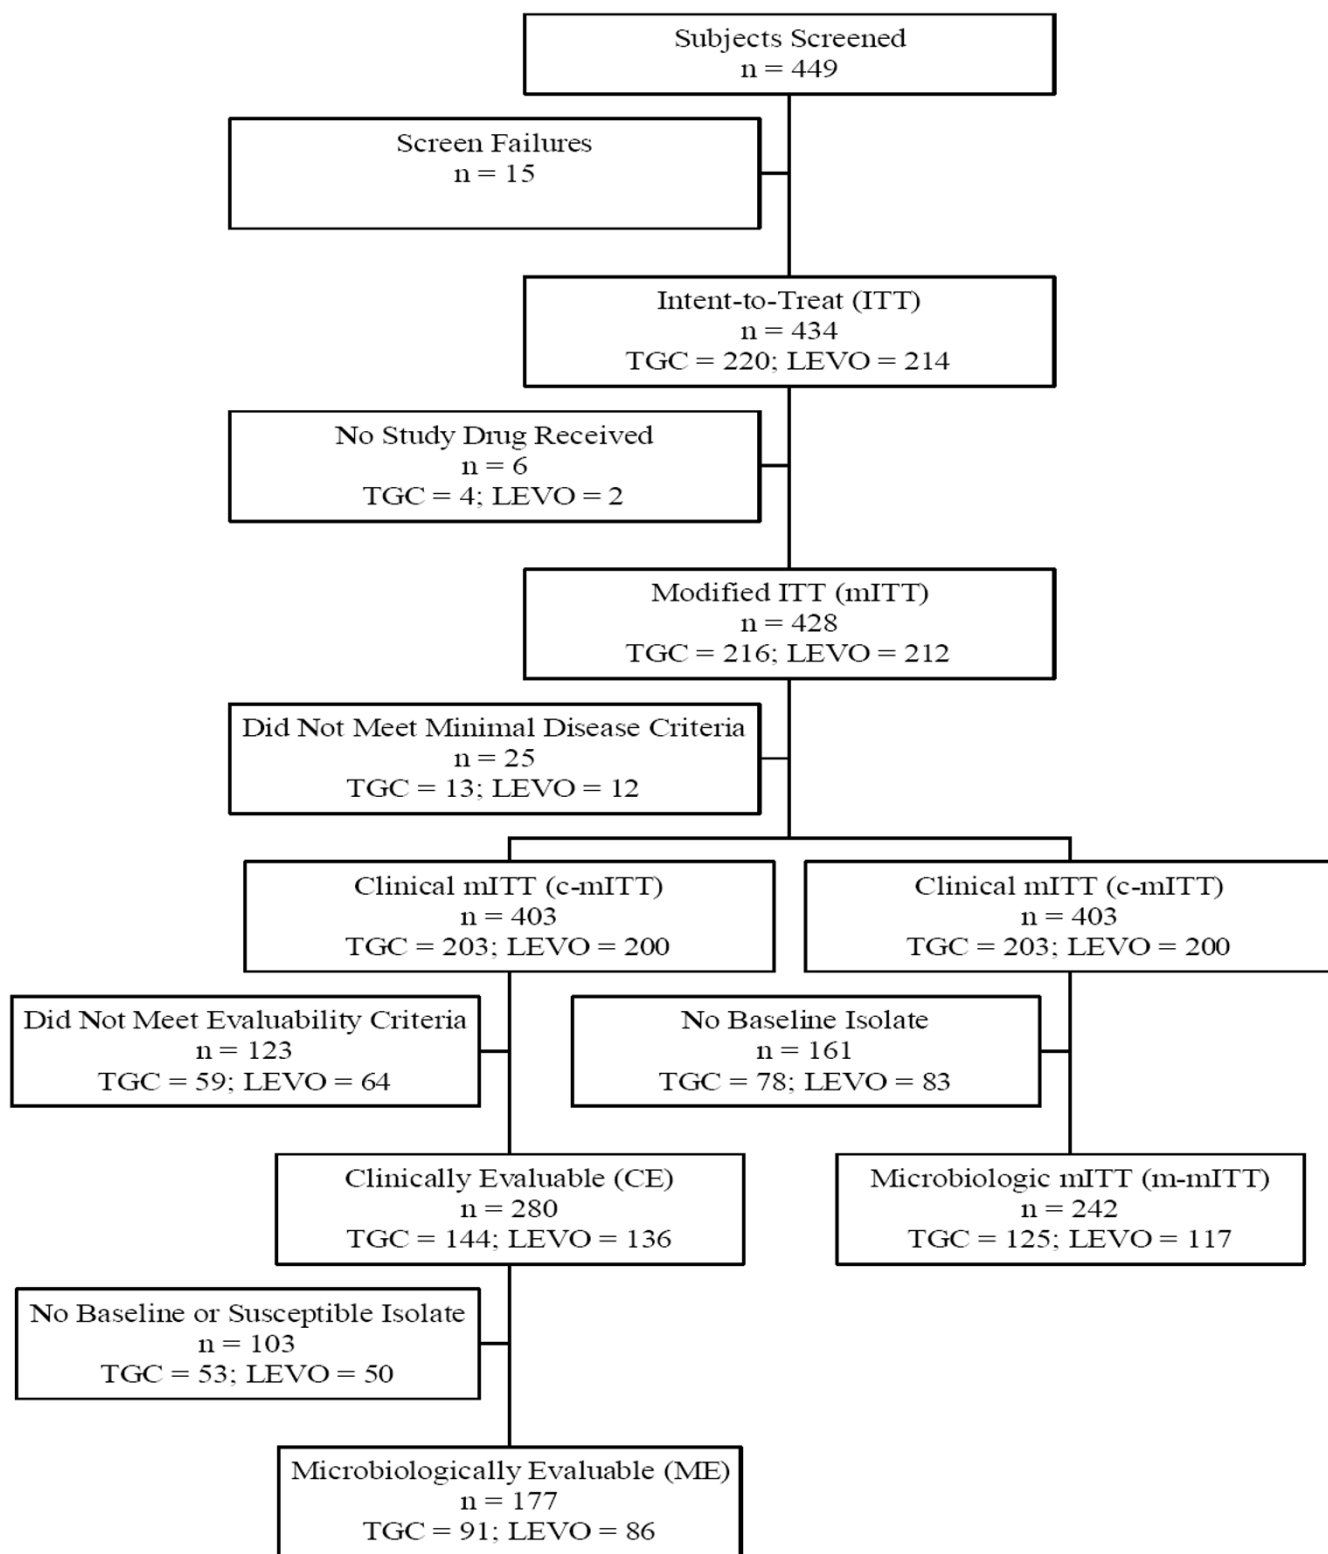 Subjects Screened
n = 449
Screen Failures
n = 15
Intent-to-Treat (ITT)
n = 434
TGC = 220; LEVO = 214
No Study Drug Received
n = 6
TGC = 4; LEVO = 2
Modified ITT (mITT)
n = 428
TGC = 216; LEVO = 212
Did Not Meet Minimal Disease Criteria
n = 25
TGC = 13; LEVO = 12
Clinical mITT (c-mITT)
n = 403
TGC = 203; LEVO = 200
Clinical mITT (c-mITT)
n = 403
TGC = 203; LEVO = 200
Did Not Meet Evaluability Criteria
n = 123
TGC = 59; LEVO = 64
No Baseline Isolate
n = 161
TGC = 78; LEVO = 83
Clinically Evaluable (CE)
n = 280
TGC = 144; LEVO = 136
Microbiologic mITT (m-mITT)
n = 242
TGC = 125; LEVO = 117
No Baseline or Susceptible Isolate
n = 103
TGC = 53; LEVO = 50
Microbiologically Evaluable (ME)
n = 177
TGC = 91; LEVO = 86